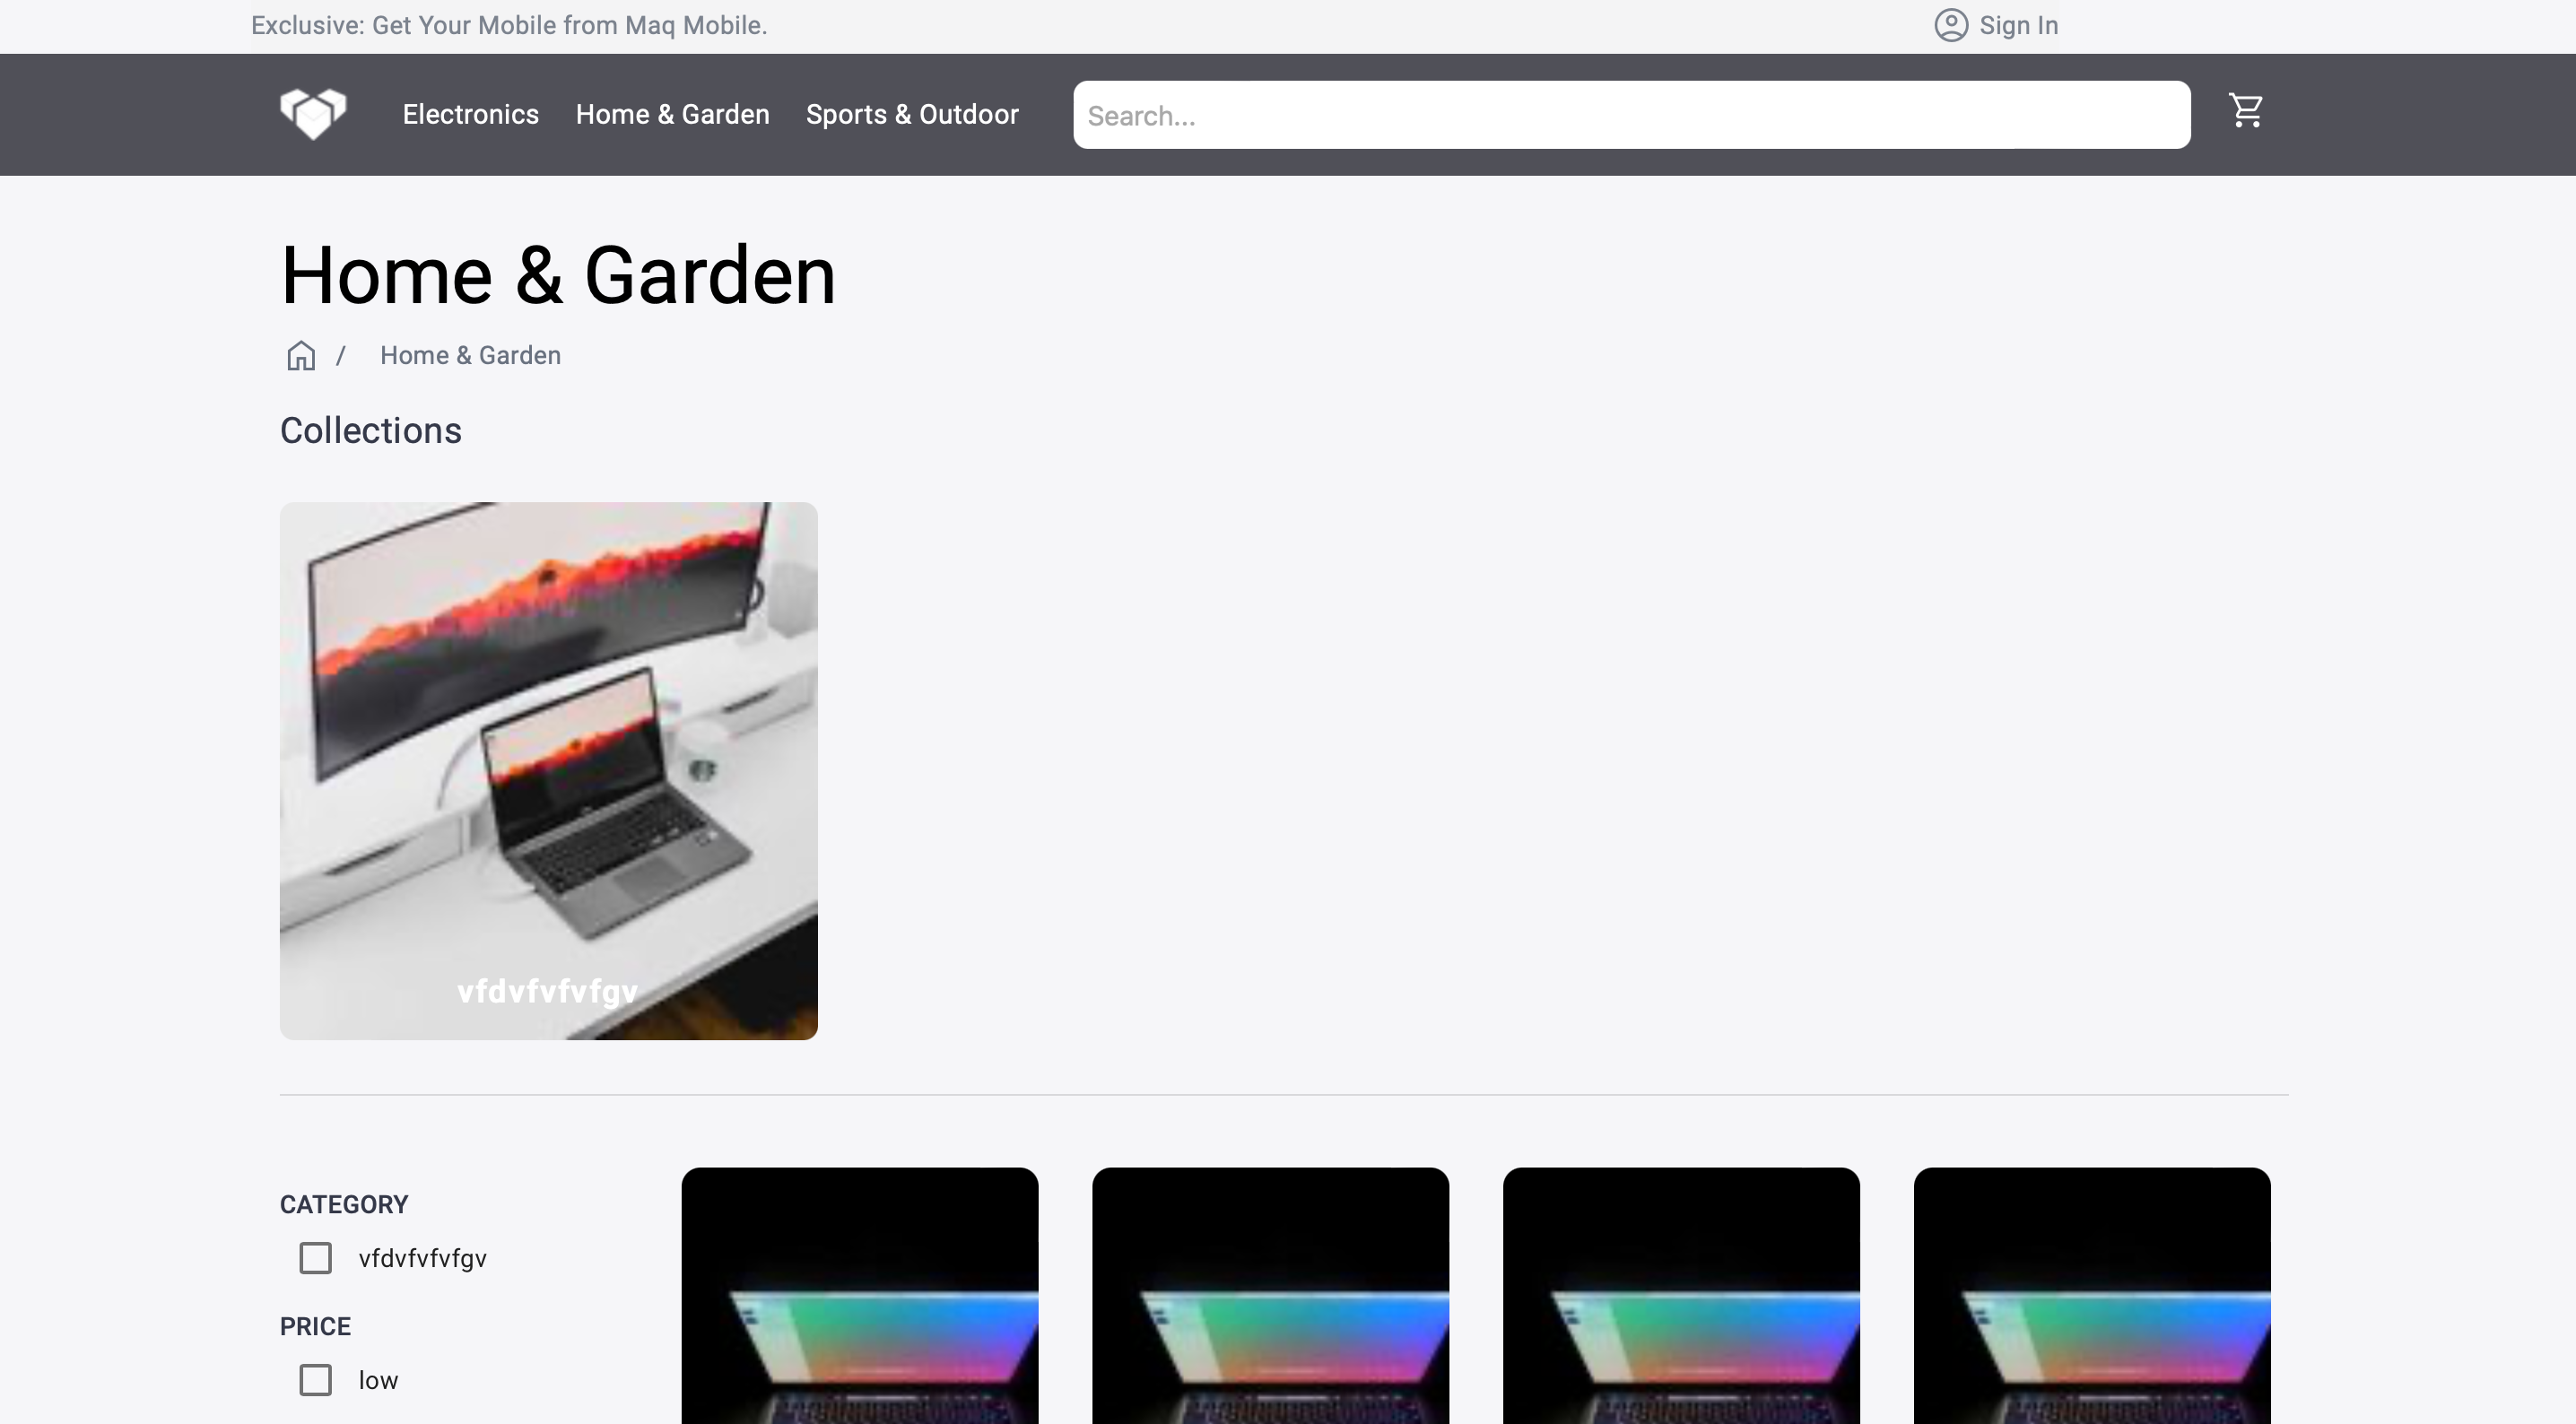 Exclusive: Get Your Mobile from Maq Mobile.
Sign In
Electronics Home & Garden Sports & Outdoor Search...
Home & Garden
/ Home & Garden
Collections
vfdvfvfvfgv
CATEGORY
vfdvfvfvfgv
PRICE
low